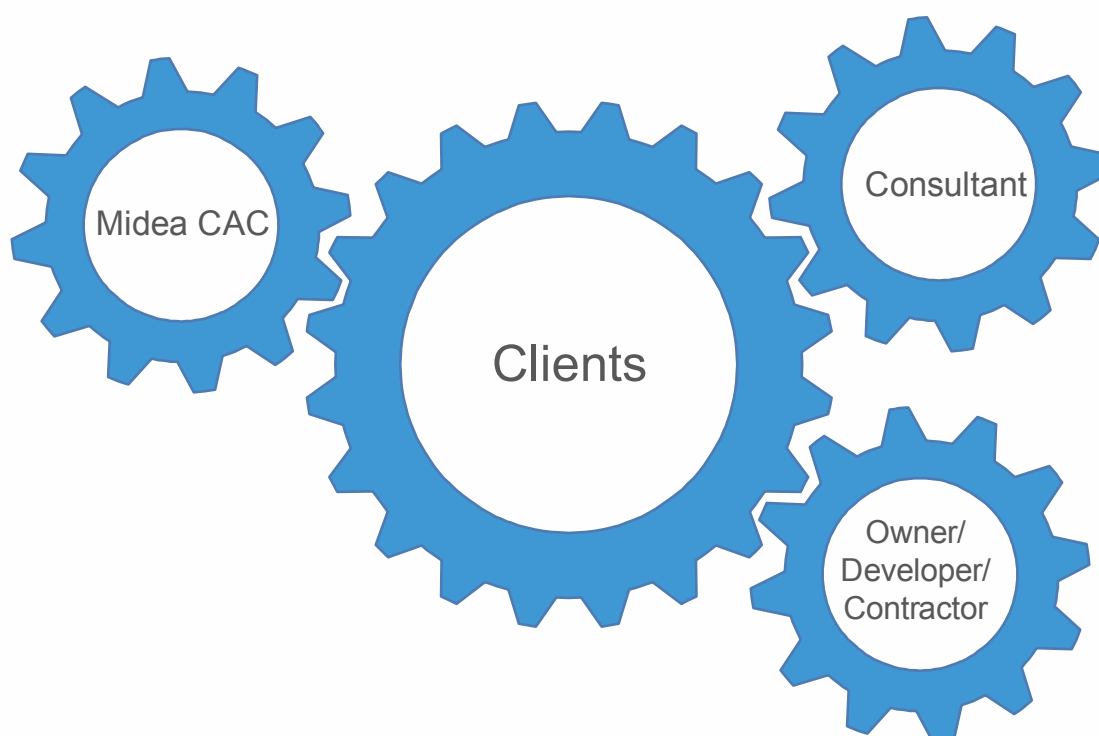 Midea CAC
Clients
Consultant
Owner/
Developer/
Contractor